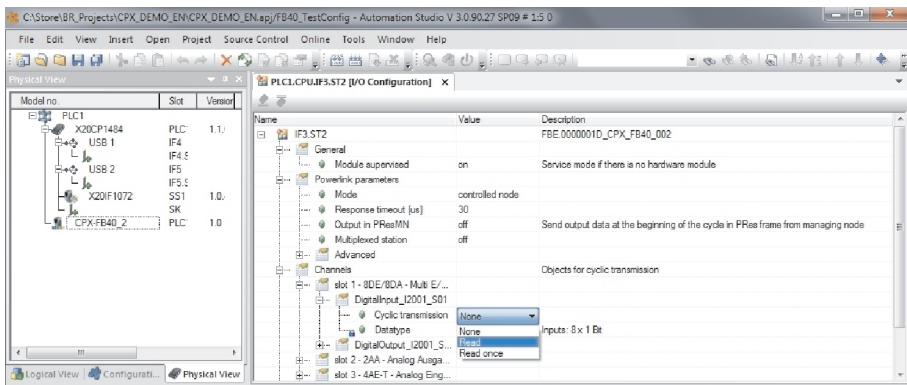 C:\Store\BR_Projects\CPX_DEMO_EN\CPX_DEMO_EN.apj/FB40_TestConfig - Automation Studio V 3.0.90.27 SP09 # 1:5 0
File Edit View Insert Open Project Source Control Online Tools Window Help
Physical View
PLC1.CPU.IF3.ST2 [I/O Configuration] X
Model no. Slot Version
Name Value Description
PLC1
IF3.ST2 FBE.0000001D_CPX_FB40_002
X20CP1484 PLC 1.1.
General
USB 1 IF4
Module supervised on Service mode if there is no hardware module
IF4.S
Powerlink parameters
USB 2 IF5
Mode controlled node
IF5.S
Response timeout [us] 30
X20IF1072 SS1 1.0.
Output in PResMN off Send output data at the beginning of the cycle in PRes frame from managing node
SK
Multiplexed station off
CPX-FB40_2 PLC 1.0
Advanced
Channels Objects for cyclic transmission
slot 1 - 8DE/8DA - Multi E/...
DigitalInput_I2001_S01
Cyclic transmission None
Datatype None Inputs: 8 x 1 Bit
Read
DigitalOutput_I2001_S...
Read once
slot 2 - 2AA - Analog Ausga...
slot 3 - 4AE-T - Analog Eing...
Logical View Configurati... Physical View